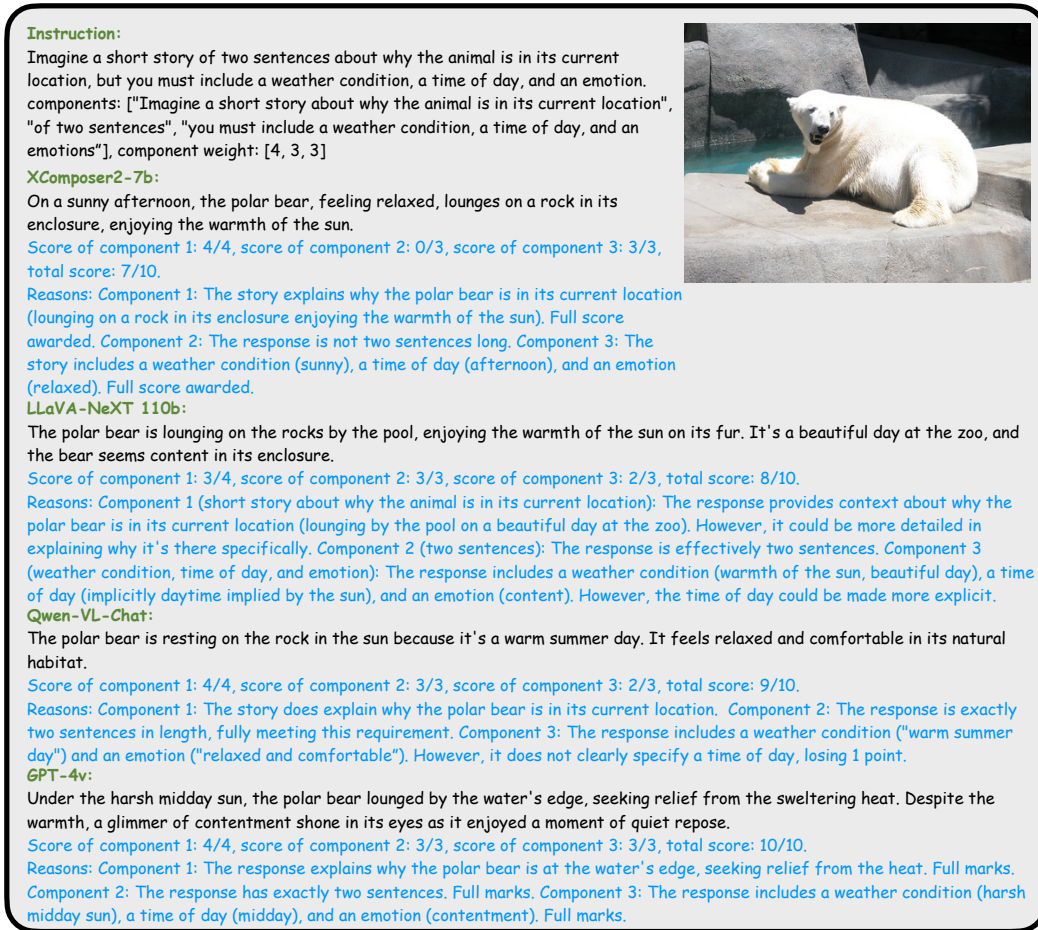 Instruction:
Imagine a short story of two sentences about why the animal is in its current
location, but you must include a weather condition, a time of day, and an emotion.
components: ["Imagine a short story about why the animal is in its current location",
"of two sentences", "you must include a weather condition, a time of day, and an
emotions"], component weight: [4, 3, 3]
XComposer2-7b:
On a sunny afternoon, the polar bear, feeling relaxed, lounges on a rock in its
enclosure, enjoying the warmth of the sun.
Score of component 1: 4/4, score of component 2: 0/3, score of component 3: 3/3,
total score: 7/10.
Reasons: Component 1: The story explains why the polar bear is in its current location
(lounging on a rock in its enclosure enjoying the warmth of the sun). Full score
awarded. Component 2: The response is not two sentences long. Component 3: The
story includes a weather condition (sunny), a time of day (afternoon), and an emotion
(relaxed). Full score awarded.
LLaVA-NeXT 110b:
The polar bear is lounging on the rocks by the pool, enjoying the warmth of the sun on its fur. It's a beautiful day at the zoo, and
the bear seems content in its enclosure.
Score of component 1: 3/4, score of component 2: 3/3, score of component 3: 2/3, total score: 8/10.
Reasons: Component 1 (short story about why the animal is in its current location): The response provides context about why the
polar bear is in its current location (lounging by the pool on a beautiful day at the zoo). However, it could be more detailed in
explaining why it's there specifically. Component 2 (two sentences): The response is effectively two sentences. Component 3
(weather condition, time of day, and emotion): The response includes a weather condition (warmth of the sun, beautiful day), a time
of day (implicitly daytime implied by the sun), and an emotion (content). However, the time of day could be made more explicit.
Qwen-VL-Chat:
The polar bear is resting on the rock in the sun because it's a warm summer day. It feels relaxed and comfortable in its natural
habitat.
Score of component 1: 4/4, score of component 2: 3/3, score of component 3: 2/3, total score: 9/10.
Reasons: Component 1: The story does explain why the polar bear is in its current location. Component 2: The response is exactly
two sentences in length, fully meeting this requirement. Component 3: The response includes a weather condition ("warm summer
day") and an emotion ("relaxed and comfortable"). However, it does not clearly specify a time of day, losing 1 point.
GPT-4v:
Under the harsh midday sun, the polar bear lounged by the water's edge, seeking relief from the sweltering heat. Despite the
warmth, a glimmer of contentment shone in its eyes as it enjoyed a moment of quiet repose.
Score of component 1: 4/4, score of component 2: 3/3, score of component 3: 3/3, total score: 10/10.
Reasons: Component 1: The response explains why the polar bear is at the water's edge, seeking relief from the heat. Full marks.
Component 2: The response has exactly two sentences. Full marks. Component 3: The response includes a weather condition (harsh
midday sun), a time of day (midday), and an emotion (contentment). Full marks.